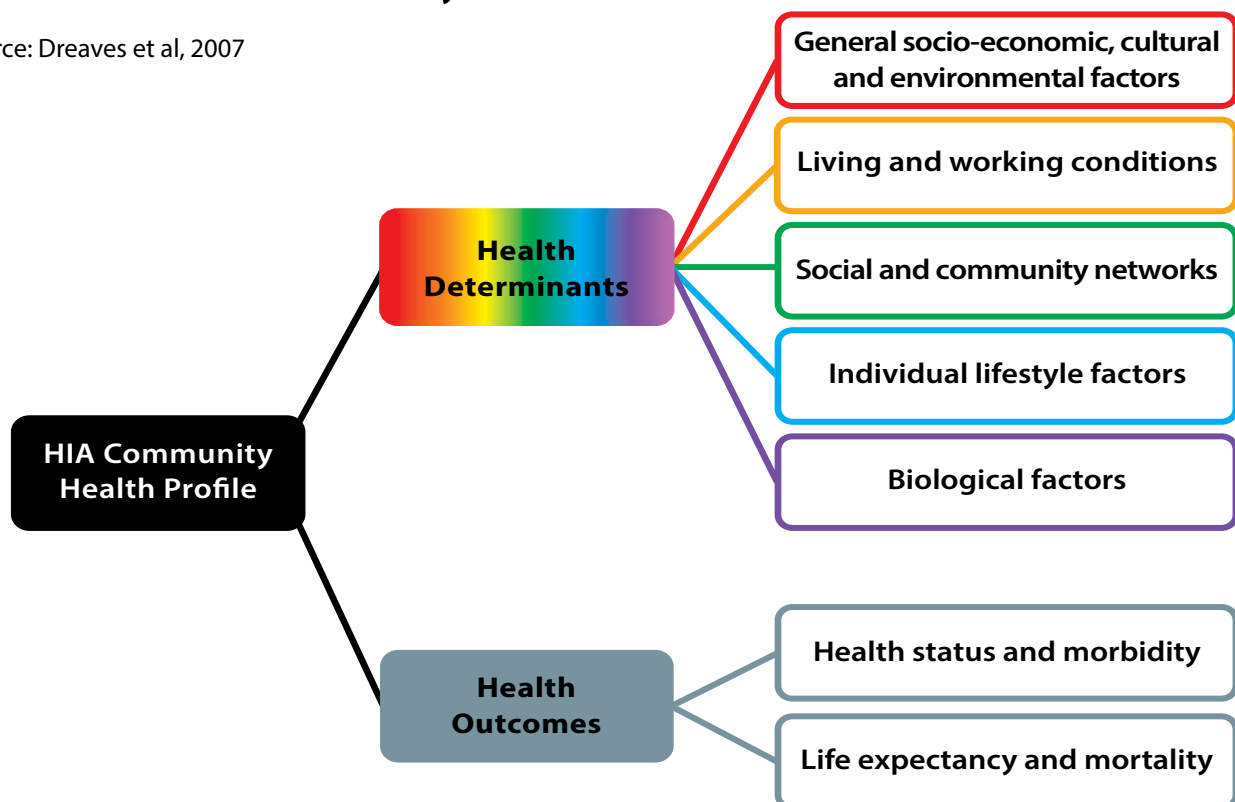 rce: Dreaves et al, 2007
General socio-economic, cultural
and environmental factors
Living and working conditions
Health
Determinants
Social and community networks
Individual lifestyle factors
HIA Community
Health Profile
Biological factors
Health status and morbidity
Health
Outcomes
Life expectancy and mortality